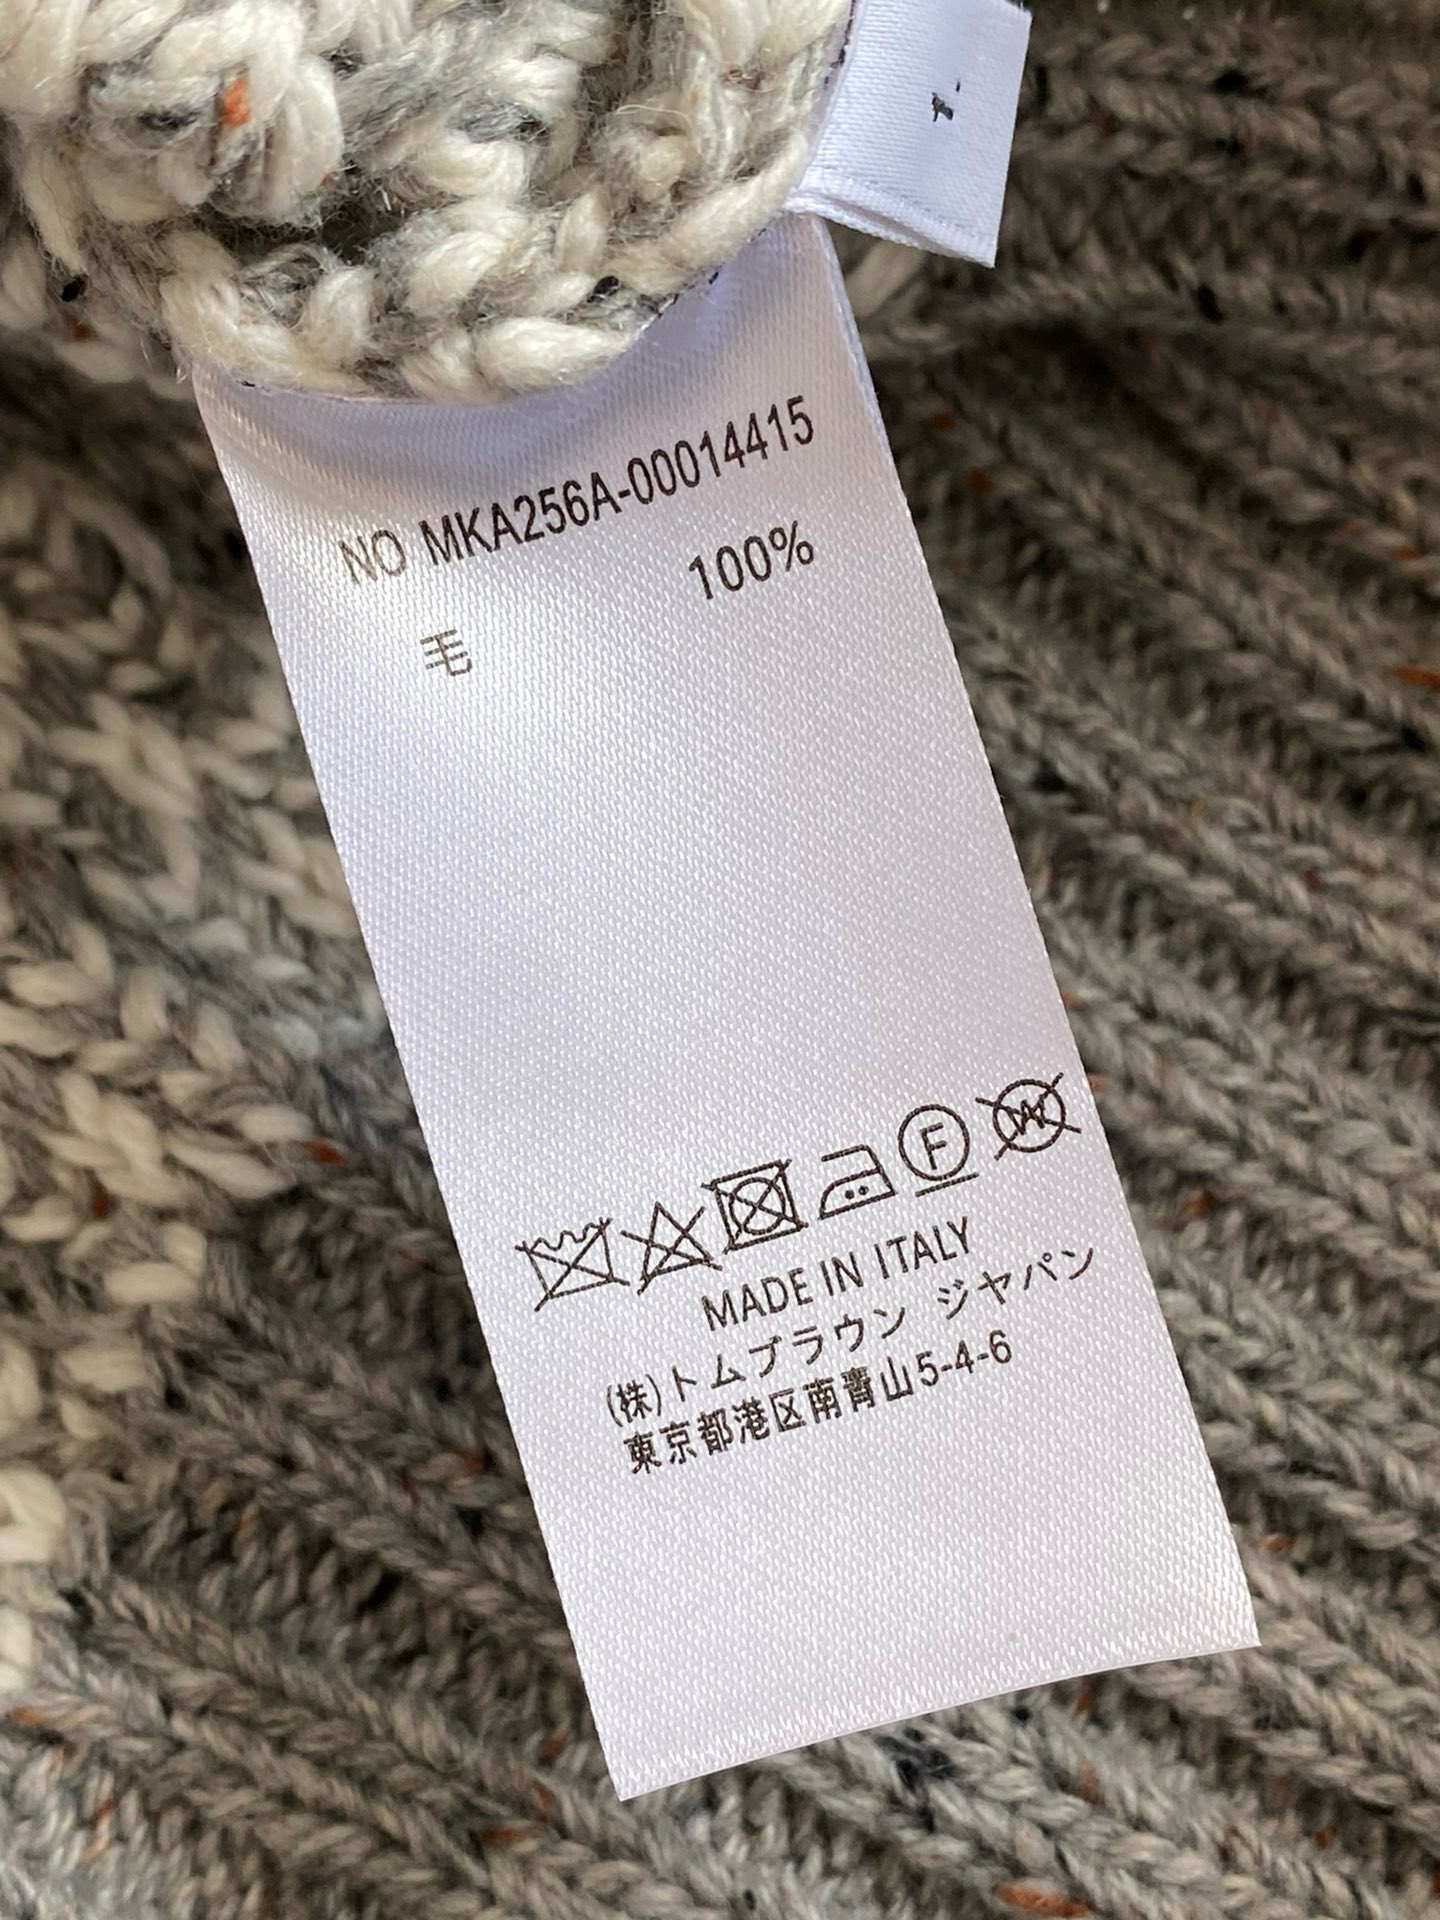 NO MKA256A-00014415
100%
毛
F W
MADE IN ITALY
(株)トムブラウン ジャパン
東京都港区南青山5-4-6